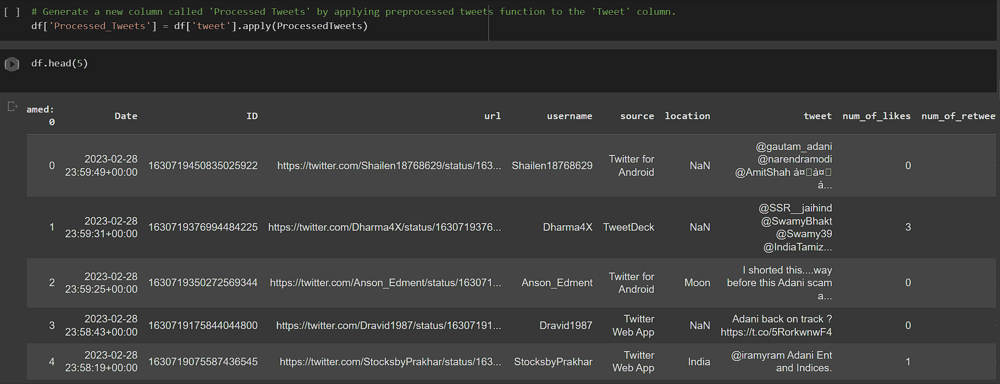 [ ] # Generate a new column called 'Processed Tweets' by applying preprocessed tweets function to the 'Tweet' column.
df['Processed_Tweets'] = df['tweet'].apply(ProcessedTweets)
df.head(5)
amed: 0 Date ID url username source location tweet num_of_likes num_of_retwee
0 2023-02-28 23:59:49+00:00 1630719450835025922 https://twitter.com/Shailen18768629/status/163... Shailen18768629 Twitter for Android NaN @gautam_adani @narendramodi @AmitShah à¤à¤ à... 0
1 2023-02-28 23:59:31+00:00 1630719376994484225 https://twitter.com/Dharma4X/status/1630719376... Dharma4X TweetDeck NaN @SSR__jaihind @SwamyBhakt @Swamy39 @IndiaTamiz... 3
2 2023-02-28 23:59:25+00:00 1630719350272569344 https://twitter.com/Anson_Edment/status/163071... Anson_Edment Twitter for Android Moon I shorted this....way before this Adani scam a... 0
3 2023-02-28 23:58:43+00:00 1630719175844044800 https://twitter.com/Dravid1987/status/16307191... Dravid1987 Twitter Web App NaN Adani back on track ? https://t.co/5RorkwnwF4 0
4 2023-02-28 23:58:19+00:00 1630719075587436545 https://twitter.com/StocksbyPrakhar/status/163... StocksbyPrakhar Twitter Web App India @iramyram Adani Ent and Indices. 1